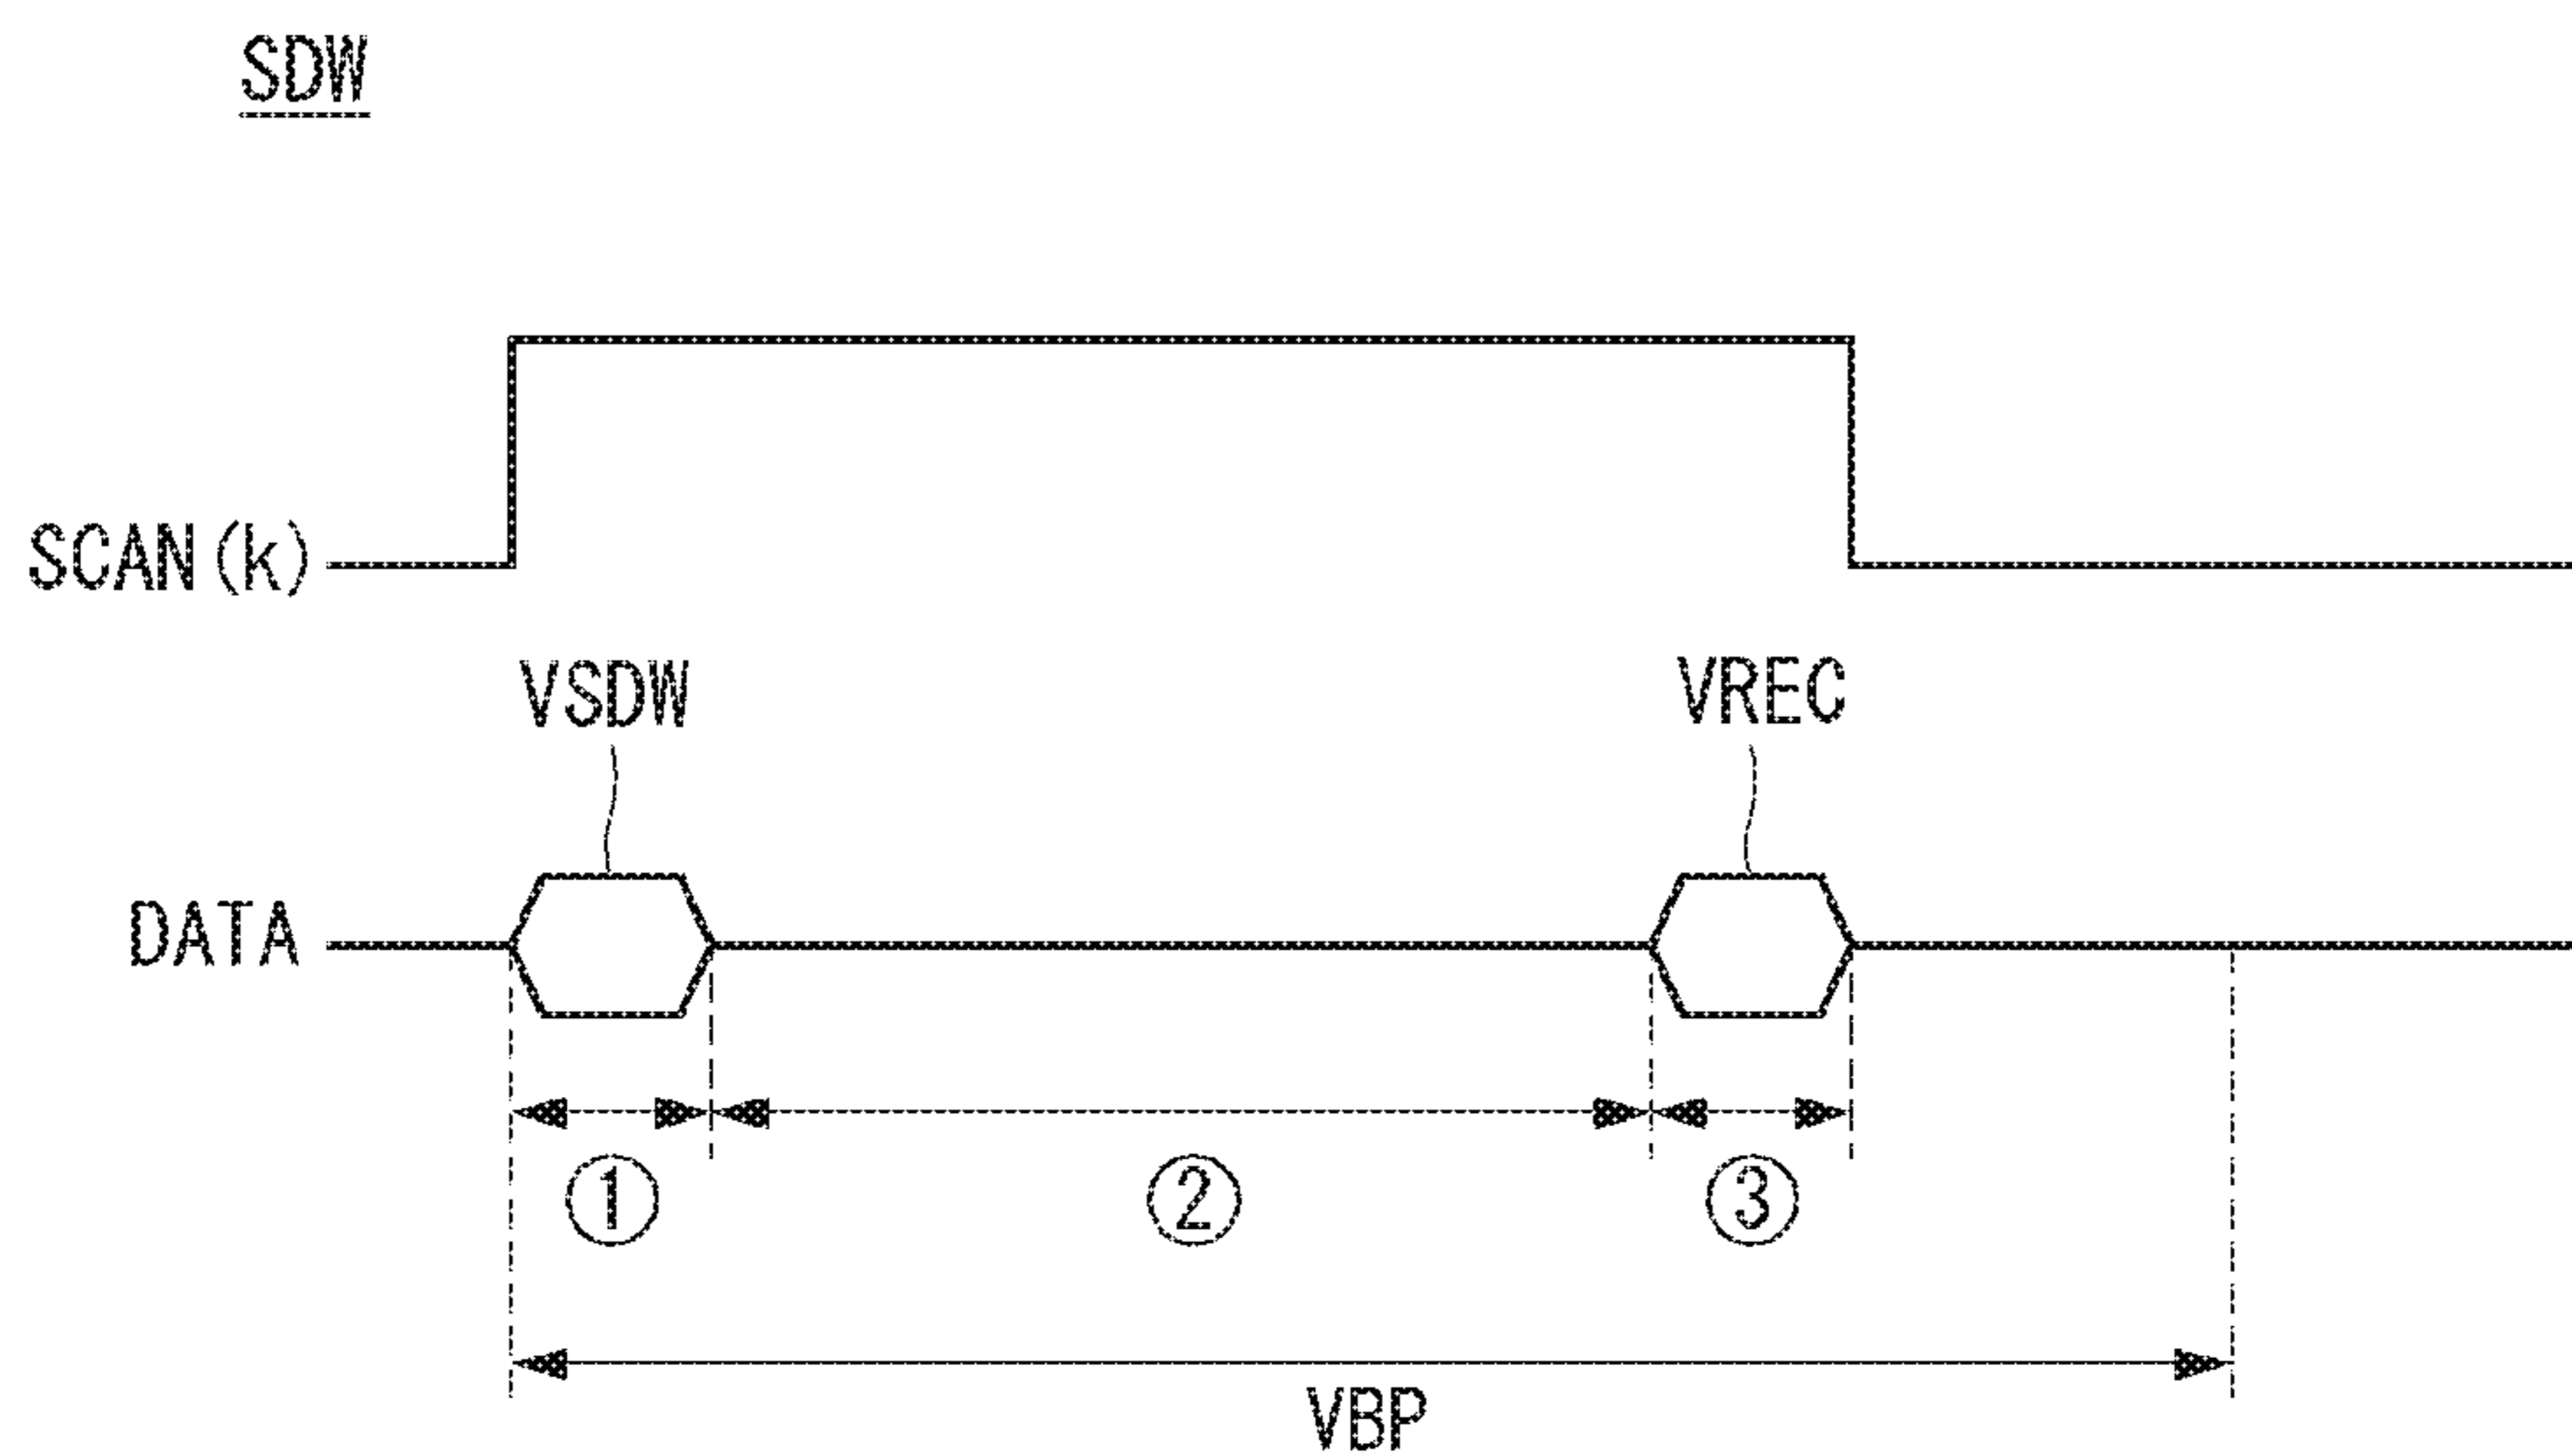 SDW
SCAN(k)
VSDW
VREC
DATA
① ② ③
VBP